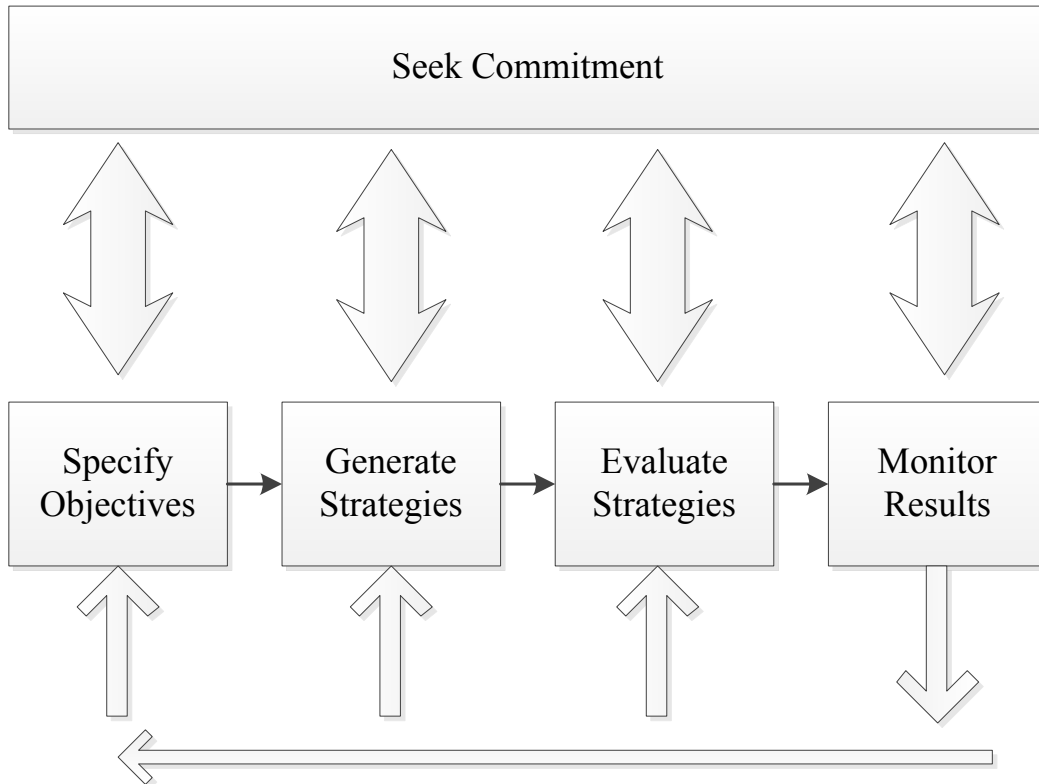 Seek Commitment
Specify
Objectives
Generate
Strategies
Evaluate
Strategies
Monitor
Results